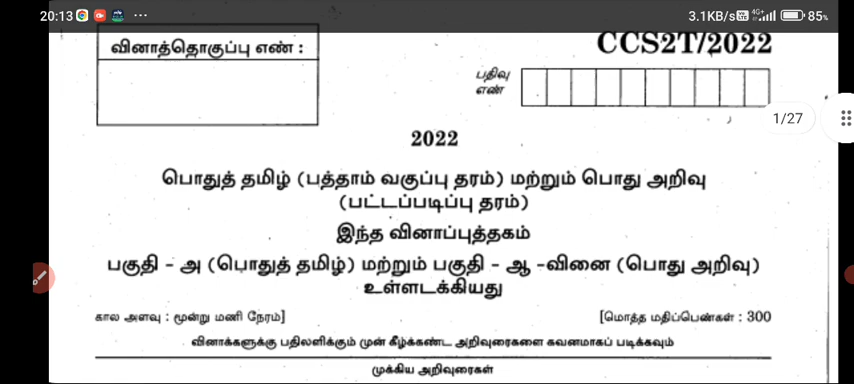 20:13 ... 3.1KB/s 4G+ 85%
வினாத்தொகுப்பு எண் :
CCS2T/2022
பதிவு
எண்
1/27
2022
பொதுத் தமிழ் (பத்தாம் வகுப்பு தரம்) மற்றும் பொது அறிவு
(பட்டப்படிப்பு தரம்)
இந்த வினாப்புத்தகம்
பகுதி - அ (பொதுத் தமிழ்) மற்றும் பகுதி - ஆ -வினை (பொது அறிவு)
உள்ளடக்கியது
கால அளவு : மூன்று மணி நேரம்] [மொத்த மதிப்பெண்கள் : 300
வினாக்களுக்கு பதிலளிக்கும் முன் கீழ்க்கண்ட அறிவுரைகளை கவனமாகப் படிக்கவும்
முக்கிய அறிவுரைகள்